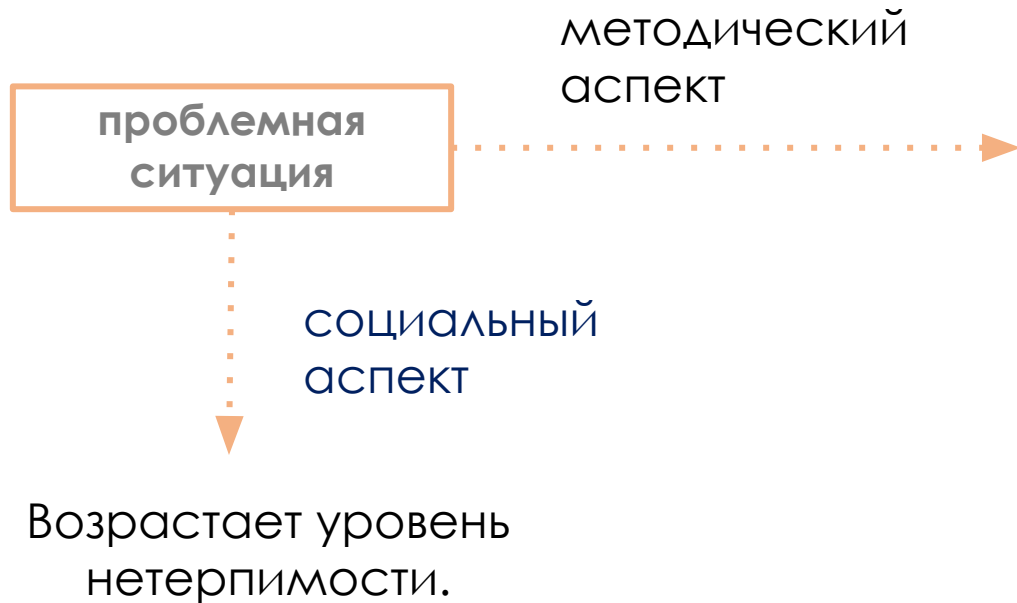 методический
аспект
проблемная
ситуация
социальный
аспект
Возрастает уровень
нетерпимости.